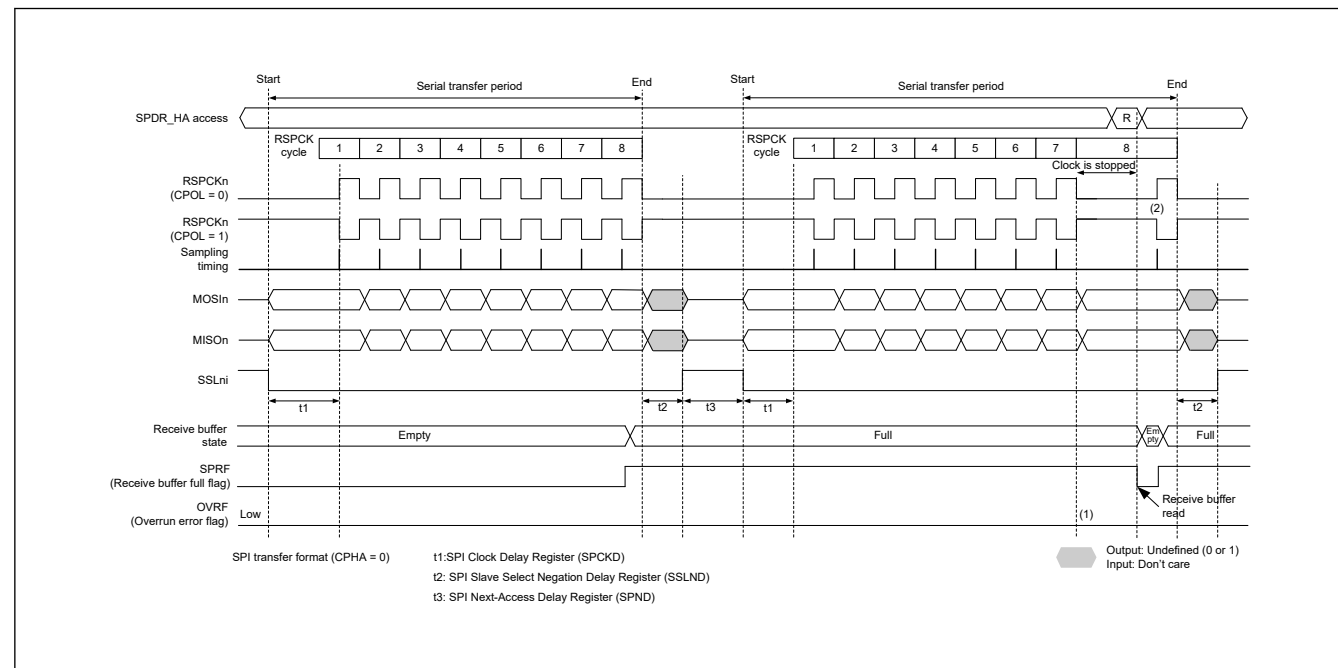 Start
Serial transfer period
End
Start
Serial transfer period
End
SPDR_HA access
R
RSPCK
cycle
1 2 3 4 5 6 7 8
RSPCK
cycle
1 2 3 4 5 6 7 8
Clock is stopped
RSPCKn
(CPOL = 0)
(2)
RSPCKn
(CPOL = 1)
Sampling
timing
MOSIn
MISOn
SSLni
t1
t2
t3
t1
t2
Receive buffer
state
Empty
Full
Em
pty
Full
SPRF
(Receive buffer full flag)
Receive buffer
read
OVRF
(Overrun error flag)
Low
(1)
SPI transfer format (CPHA = 0)
t1:SPI Clock Delay Register (SPCKD)
t2: SPI Slave Select Negation Delay Register (SSLND)
t3: SPI Next-Access Delay Register (SPND)
Output: Undefined (0 or 1)
Input: Don't care